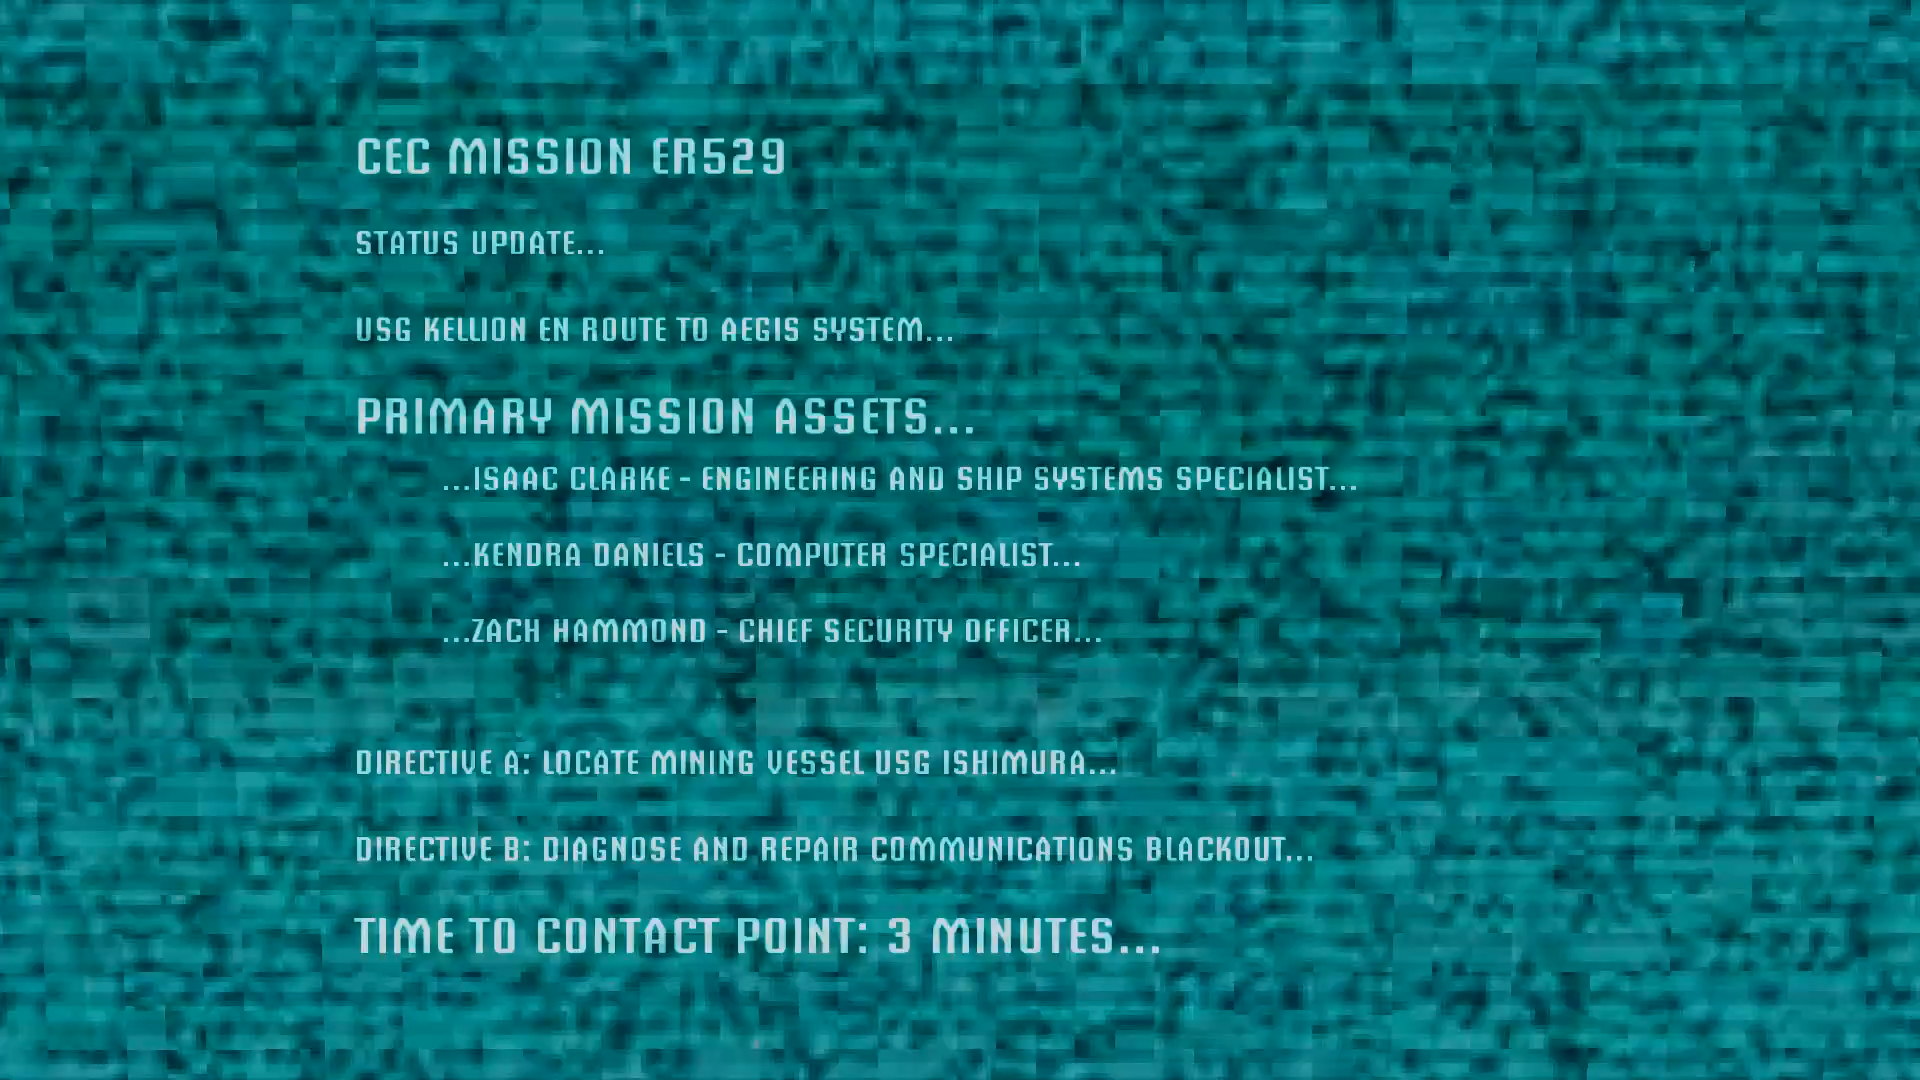 CEC MISSION ER529
STATUS UPDATE...
USG KELLION EN ROUTE TO AEGIS SYSTEM...
PRIMARY MISSION ASSETS...
...ISAAC CLARKE - ENGINEERING AND SHIP SYSTEMS SPECIALIST...
...KENDRA DANIELS - COMPUTER SPECIALIST...
...ZACH HAMMOND - CHIEF SECURITY OFFICER...
DIRECTIVE A: LOCATE MINING VESSEL USG ISHIMURA...
DIRECTIVE B: DIAGNOSE AND REPAIR COMMUNICATIONS BLACKOUT...
TIME TO CONTACT POINT: 3 MINUTES...